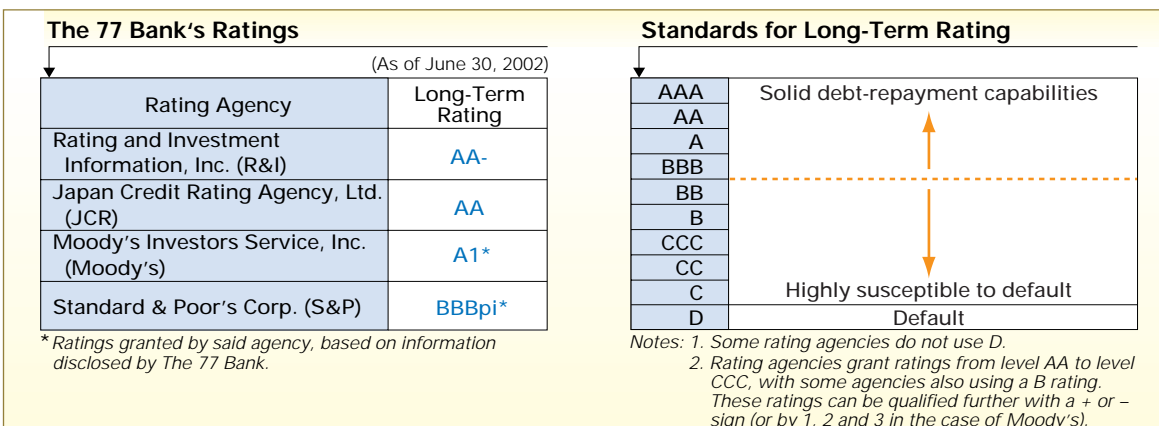 The 77 Bank's Ratings
(As of June 30, 2002)
Rating Agency
Long-Term
Rating
Rating and Investment
Information, Inc. (R&I)
AA-
Japan Credit Rating Agency, Ltd.
(JCR)
AA
Moody's Investors Service, Inc.
(Moody's)
A1*
Standard & Poor's Corp. (S&P)
BBBpi*
* Ratings granted by said agency, based on information
disclosed by The 77 Bank.
Standards for Long-Term Rating
AAA
Solid debt-repayment capabilities
AA
A
BBB
BB
B
CCC
CC
C
Highly susceptible to default
D
Default
Notes: 1. Some rating agencies do not use D.
2. Rating agencies grant ratings from level AA to level
CCC, with some agencies also using a B rating.
These ratings can be qualified further with a + or –
sign (or by 1, 2 and 3 in the case of Moody's).